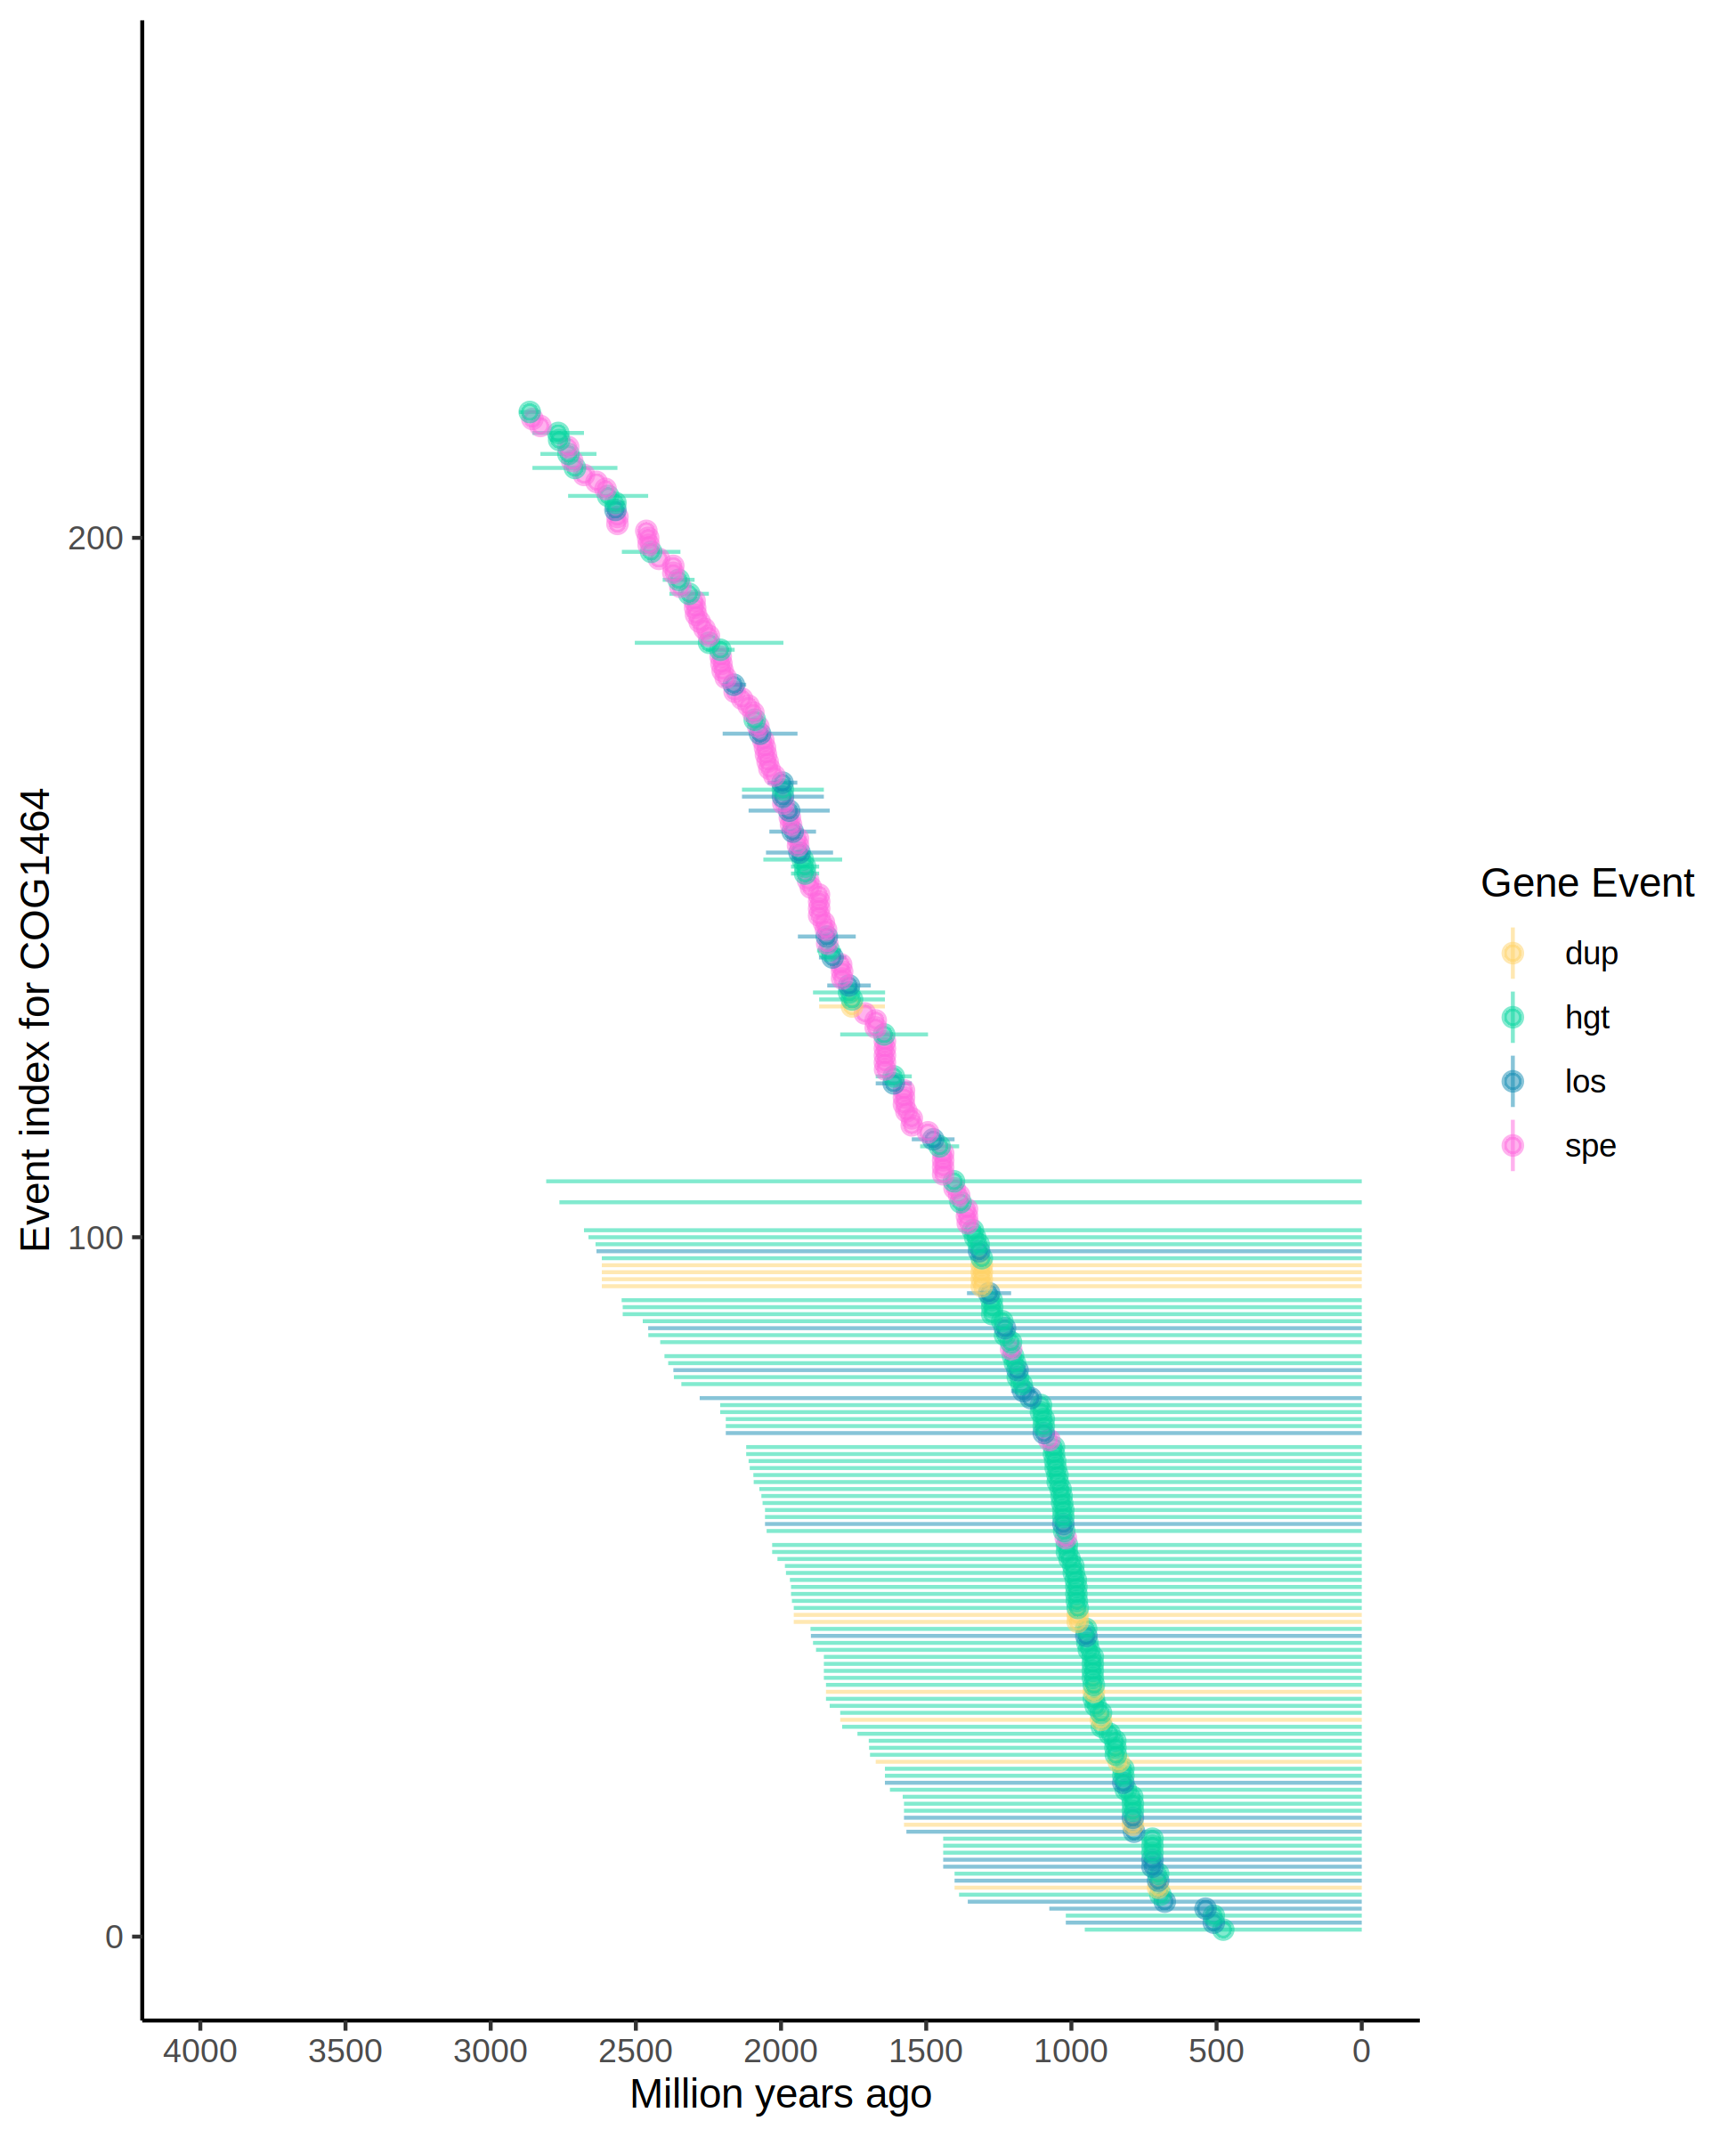 Event index for COG1464
200
100
0
4000 3500 3000 2500 2000 1500 1000 500 0
Million years ago
Gene Event
dup
hgt
los
spe